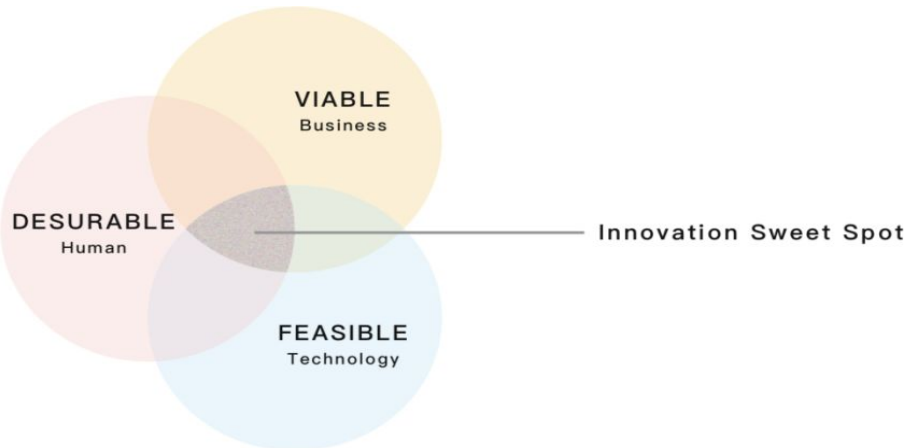 VIABLE
Business
DESURABLE
Human
Innovation Sweet Spot
FEASIBLE
Technology